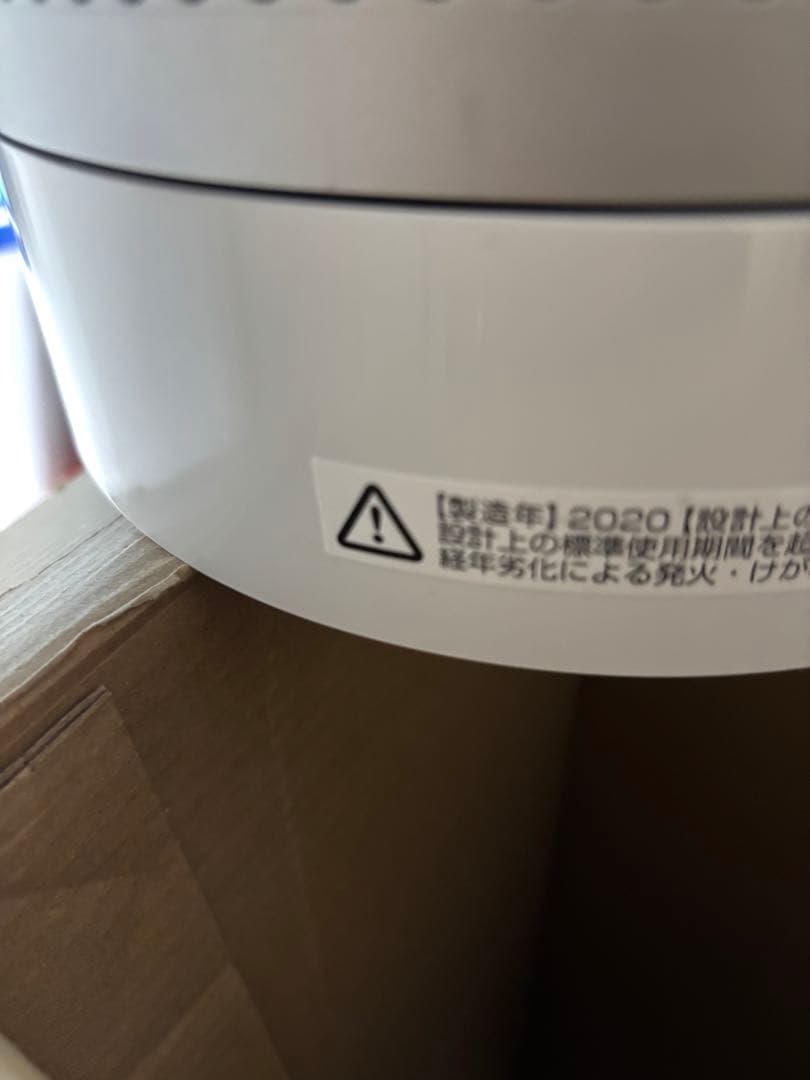 【製造年】2020【設計上の
設計上の標準使用期間を超
経年劣化による発火・けが